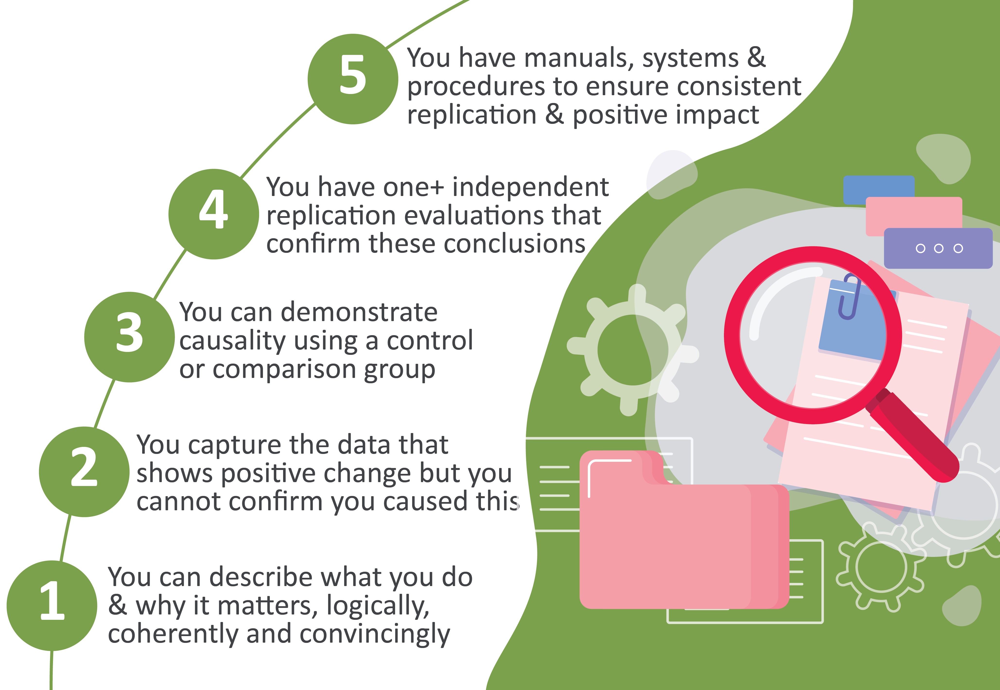 5
You have manuals, systems &
procedures to ensure consistent
replication & positive impact
4
You have one+ independent
replication evaluations that
confirm these conclusions
3
You can demonstrate
causality using a control
or comparison group
2
You capture the data that
shows positive change but you
cannot confirm you caused this
1
You can describe what you do
& why it matters, logically,
coherently and convincingly